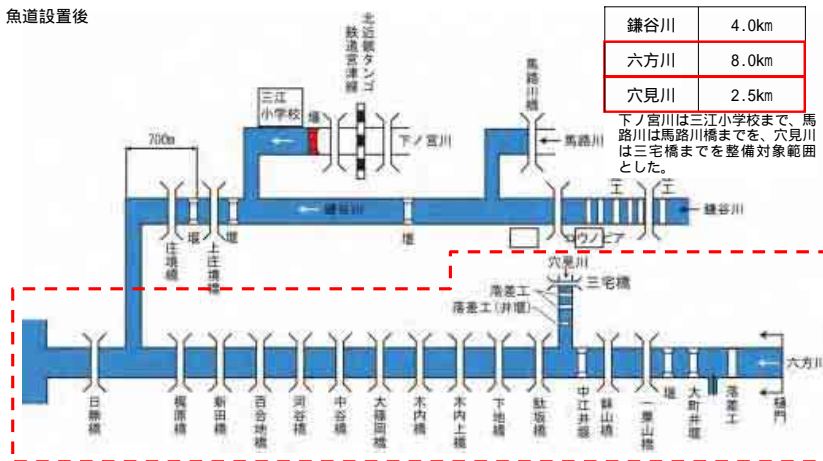 魚道設置後
鎌谷川 4.0km
六方川 8.0km
穴見川 2.5km
下ノ宮川は三江小学校まで、馬
路川は馬路川橋までを、穴見川
は三宅橋までを整備対象範囲
とした。
北近畿タンゴ
鉄道宮津線
三江
小学校
堰
下ノ宮川
馬路川橋
馬路川
700m
工
工
鎌谷川
鎌谷川
堰
堰
堰
庄境橋
上庄境橋
穴見川
三宅橋
落差工
落差工(井堰)
六方川
日撫橋
梶原橋
新田橋
百合地橋
河谷橋
中谷橋
大篠岡橋
木内橋
木内上橋
下地橋
駄坂橋
中江井堰
鉢山橋
一乗山橋
堰
大町井堰
落差工
樋門